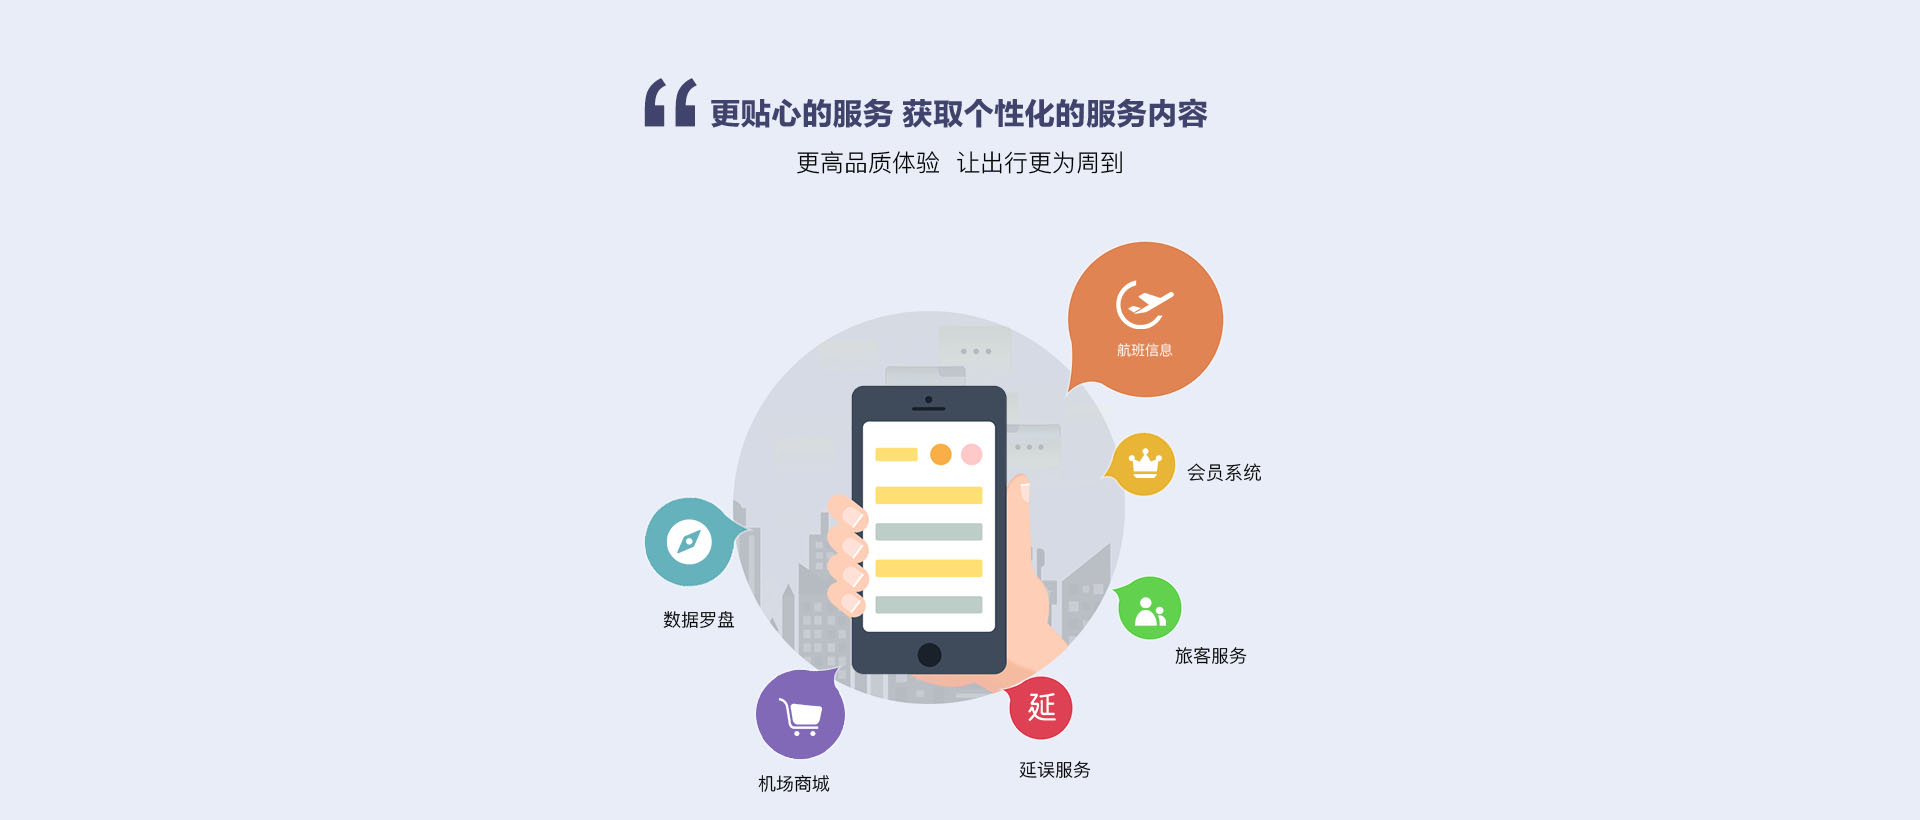 “ 更贴心的服务 获取个性化的服务内容
更高品质体验 让出行更为周到
航班信息
会员系统
数据罗盘
旅客服务
延
延误服务
机场商城